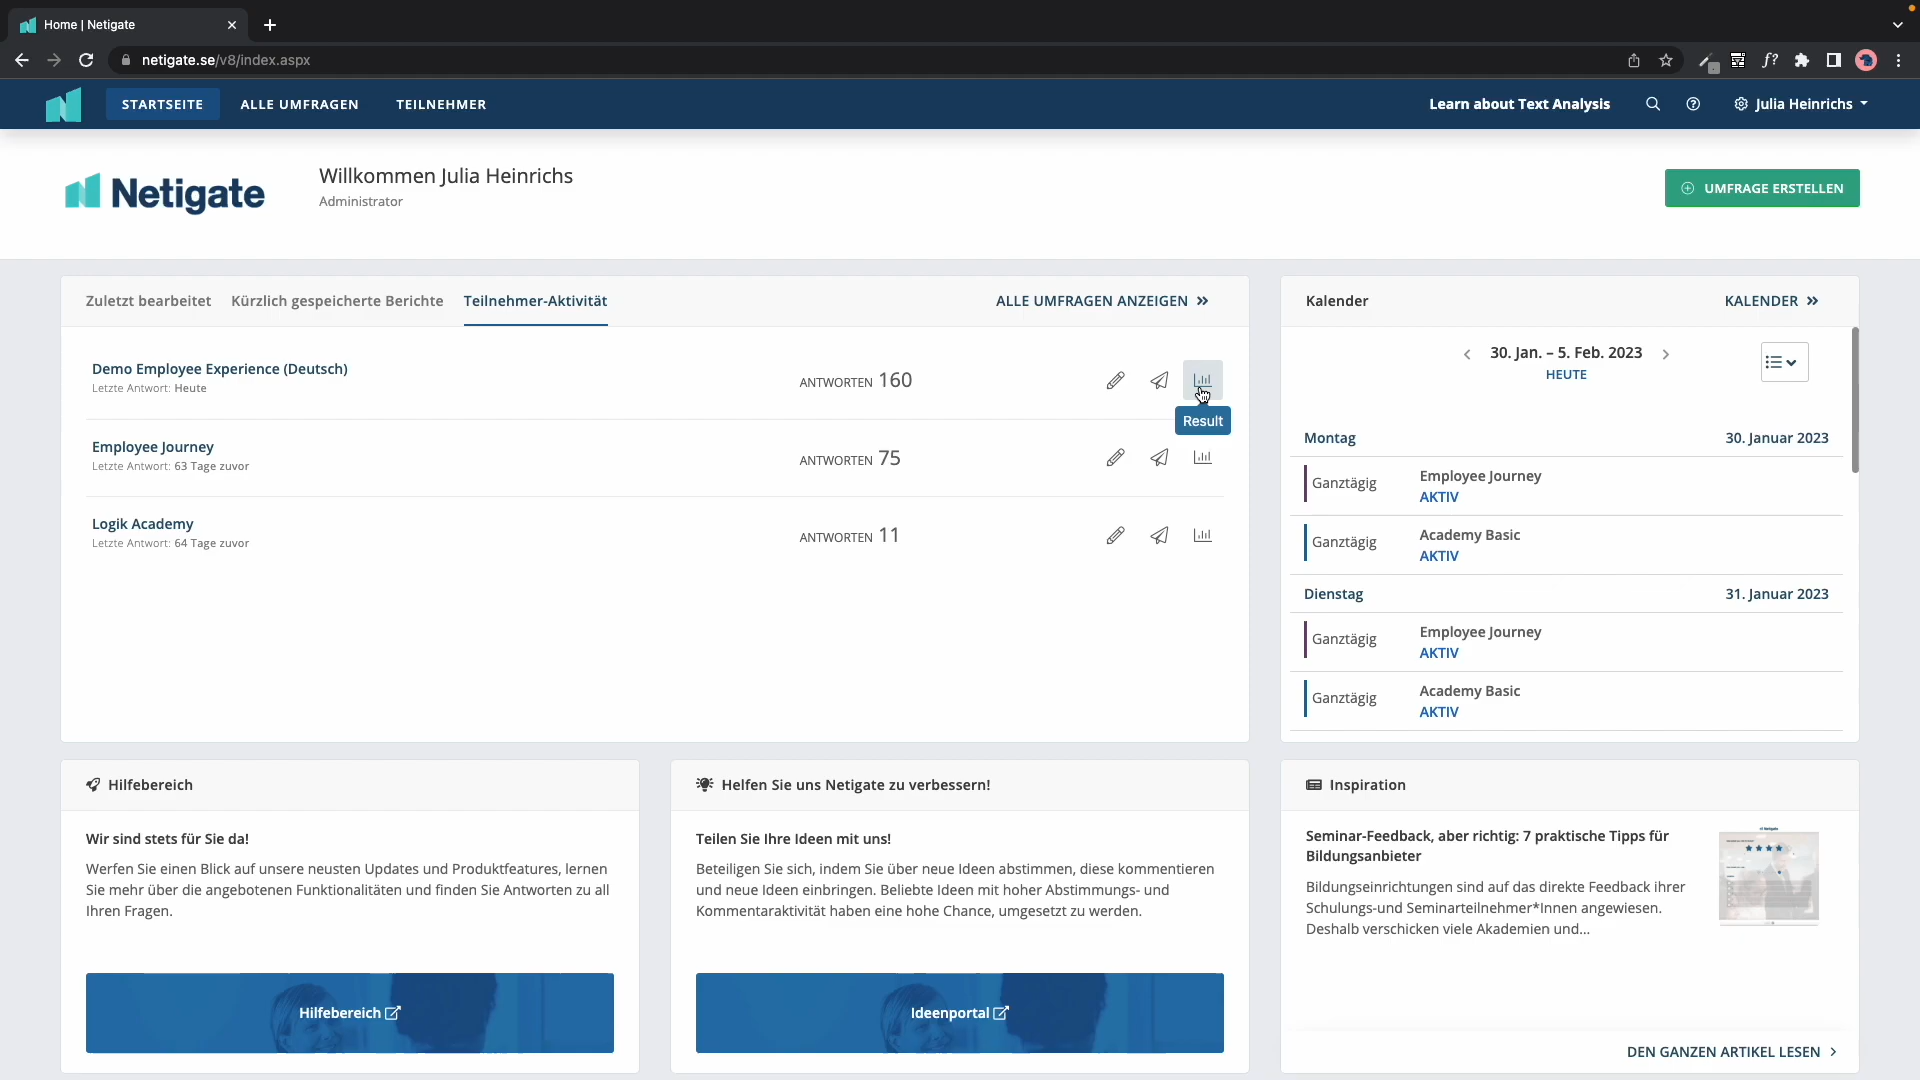 Home | Netigate
netigate.se/v8/index.aspx
f?
STARTSEITE
ALLE UMFRAGEN
TEILNEHMER
Learn about Text Analysis
Julia Heinrichs
Netigate
Willkommen Julia Heinrichs
Administrator
UMFRAGE ERSTELLEN
Zuletzt bearbeitet
Kürzlich gespeicherte Berichte
Teilnehmer-Aktivität
ALLE UMFRAGEN ANZEIGEN »
Demo Employee Experience (Deutsch)
Letzte Antwort: Heute
ANTWORTEN 160
Result
Employee Journey
Letzte Antwort: 63 Tage zuvor
ANTWORTEN 75
Logik Academy
Letzte Antwort: 64 Tage zuvor
ANTWORTEN 11
Kalender
KALENDER »
30. Jan. – 5. Feb. 2023
HEUTE
Montag
30. Januar 2023
Ganztägig
Employee Journey
AKTIV
Ganztägig
Academy Basic
AKTIV
Dienstag
31. Januar 2023
Ganztägig
Employee Journey
AKTIV
Ganztägig
Academy Basic
AKTIV
Hilfebereich
Wir sind stets für Sie da!
Werfen Sie einen Blick auf unsere neusten Updates und Produktfeatures, lernen
Sie mehr über die angebotenen Funktionalitäten und finden Sie Antworten zu all
Ihren Fragen.
Hilfebereich
Helfen Sie uns Netigate zu verbessern!
Teilen Sie Ihre Ideen mit uns!
Beteiligen Sie sich, indem Sie über neue Ideen abstimmen, diese kommentieren
und neue Ideen einbringen. Beliebte Ideen mit hoher Abstimmungs- und
Kommentaraktivität haben eine hohe Chance, umgesetzt zu werden.
Ideenportal
Inspiration
Seminar-Feedback, aber richtig: 7 praktische Tipps für
Bildungsanbieter
Bildungseinrichtungen sind auf das direkte Feedback ihrer
Schulungs-und Seminarteilnehmer*Innen angewiesen.
Deshalb verschicken viele Akademien und...
DEN GANZEN ARTIKEL LESEN >